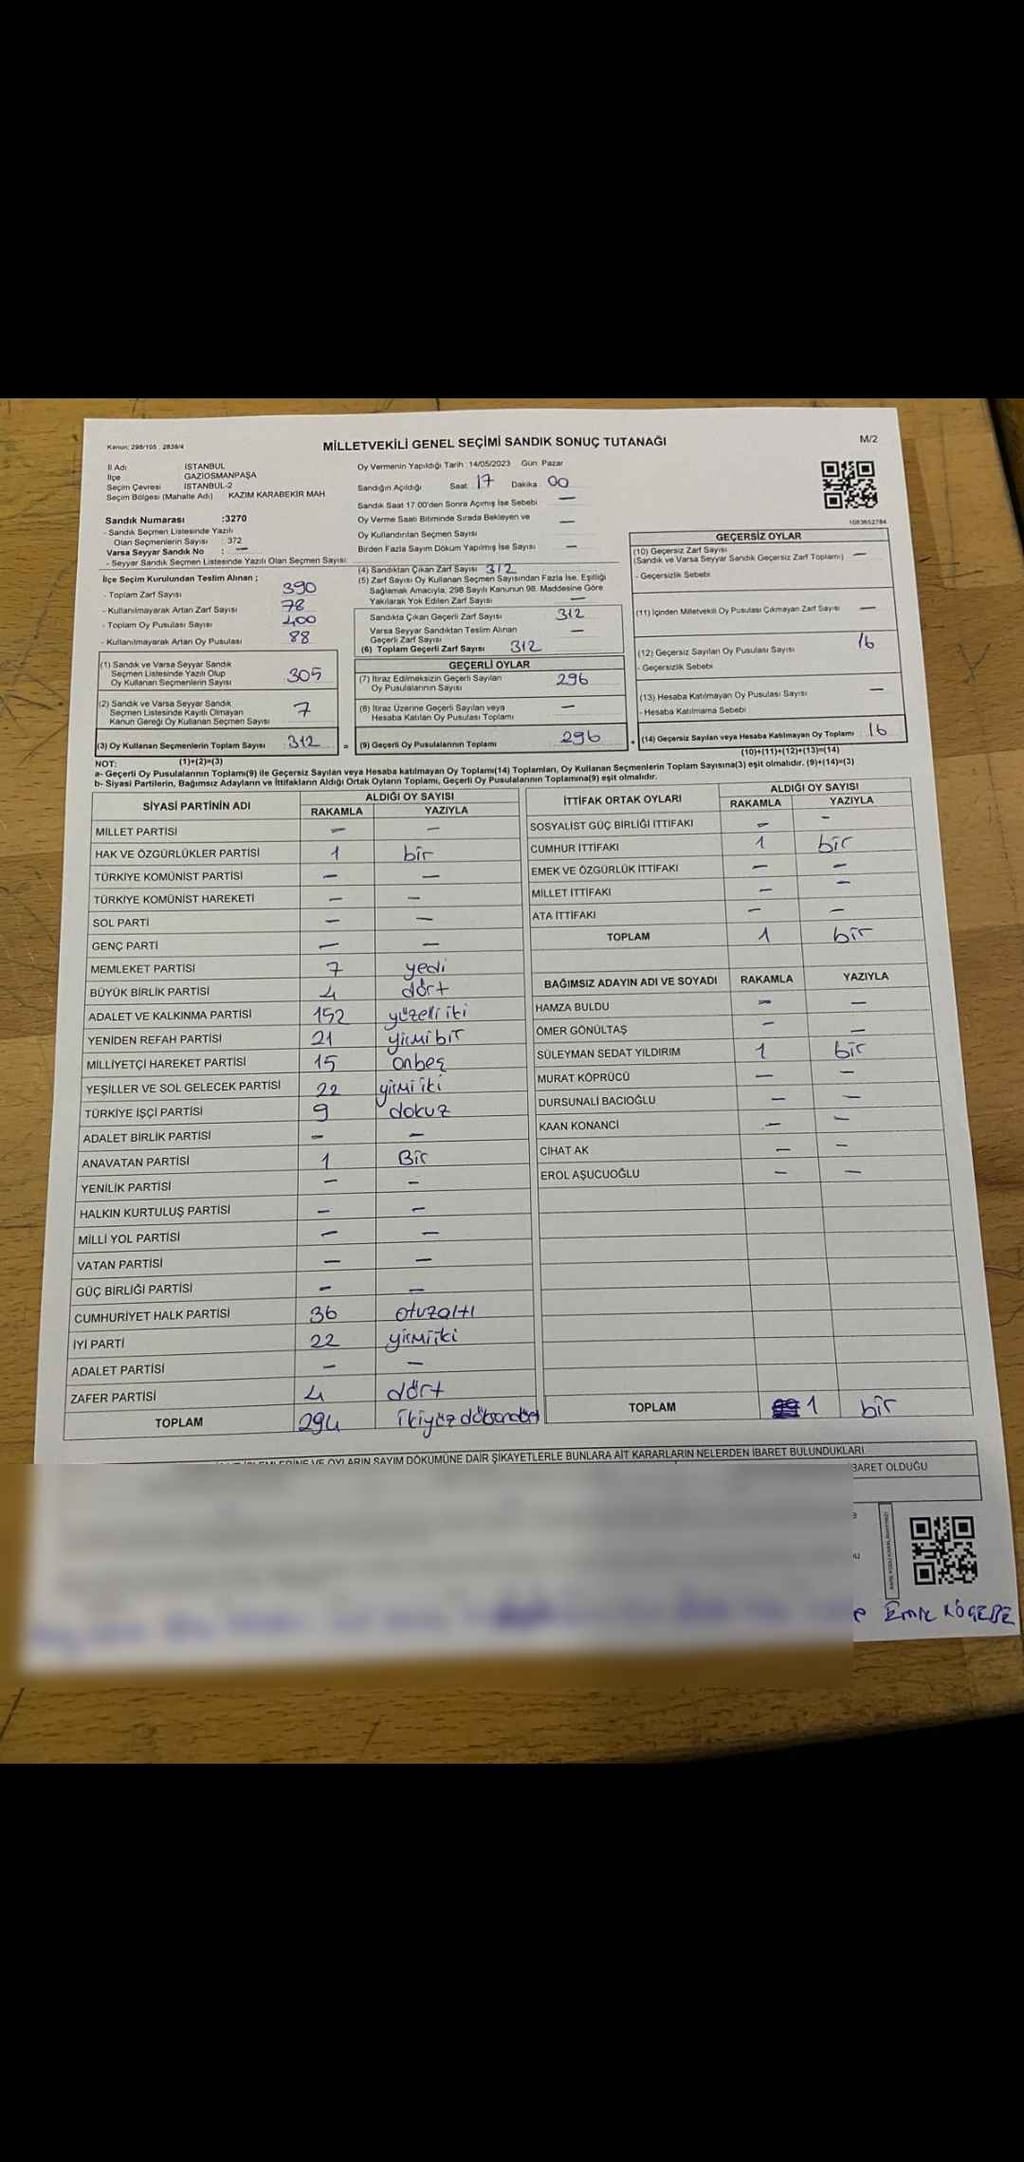 Kanun: 298/105 , 2839/4
MİLLETVEKİLİ GENEL SEÇİMİ SANDIK SONUÇ TUTANAĞI
M/2
İl Adı İSTANBUL
İlçe GAZİOSMANPAŞA
Seçim Çevresi İSTANBUL-2
Seçim Bölgesi (Mahalle Adı) KAZIM KARABEKİR MAH
Oy Vermenin Yapıldığı Tarih :14/05/2023 Gün Pazar
Sandığın Açıldığı Saat 17 Dakika 00
Sandık Saat 17:00'den Sonra Açmış İse Sebebi —
Oy Verme Saati Bitiminde Sırada Bekleyen ve
Oy Kullandırılan Seçmen Sayısı —
Birden Fazla Sayım Döküm Yapılmış İse Sayısı —
1083652784
Sandık Numarası :3270
- Sandık Seçmen Listesinde Yazılı
Olan Seçmenlerin Sayısı : 372
Varsa Seyyar Sandık No : —
- Seyyar Sandık Seçmen Listesinde Yazılı Olan Seçmen Sayısı:
İlçe Seçim Kurulundan Teslim Alınan ;
- Toplam Zarf Sayısı 390
- Kullanılmayarak Artan Zarf Sayısı 78
- Toplam Oy Pusulası Sayısı 400
- Kullanılmayarak Artan Oy Pusulası 88
(1) Sandık ve Varsa Seyyar Sandık
Seçmen Listesinde Yazılı Olup
Oy Kullanan Seçmenlerin Sayısı 305
(2) Sandık ve Varsa Seyyar Sandık
Seçmen Listesinde Kayıtlı Olmayan
Kanun Gereği Oy Kullanan Seçmen Sayısı 7
(3) Oy Kullanan Seçmenlerin Toplam Sayısı 312 =
(4) Sandıktan Çıkan Zarf Sayısı 312
(5) Zarf Sayısı Oy Kullanan Seçmen Sayısından Fazla İse, Eşitliği
Sağlamak Amacıyla, 298 Sayılı Kanunun 98. Maddesine Göre
Yakılarak Yok Edilen Zarf Sayısı —
Sandıkta Çıkan Geçerli Zarf Sayısı 312
Varsa Seyyar Sandıktan Teslim Alınan
Geçerli Zarf Sayısı —
(6) Toplam Geçerli Zarf Sayısı 312
GEÇERLİ OYLAR
(7) İtiraz Edilmeksizin Geçerli Sayılan
Oy Pusulalarının Sayısı 296
(8) İtiraz Üzerine Geçerli Sayılan veya
Hesaba Katılan Oy Pusulası Toplamı —
(9) Geçerli Oy Pusulalarının Toplamı 296 +
GEÇERSİZ OYLAR
(10) Geçersiz Zarf Sayısı
(Sandık ve Varsa Seyyar Sandık Geçersiz Zarf Toplamı) —
- Geçersizlik Sebebi
(11) İçinden Milletvekili Oy Pusulası Çıkmayan Zarf Sayısı —
(12) Geçersiz Sayılan Oy Pusulası Sayısı 16
- Geçersizlik Sebebi
(13) Hesaba Katılmayan Oy Pusulası Sayısı —
- Hesaba Katılmama Sebebi
(14) Geçersiz Sayılan veya Hesaba Katılmayan Oy Toplamı 16
NOT: (1)+(2)=(3)
(10)+(11)+(12)+(13)=(14)
a- Geçerli Oy Pusulalarının Toplamı(9) ile Geçersiz Sayılan veya Hesaba katılmayan Oy Toplamı(14) Toplamları, Oy Kullanan Seçmenlerin Toplam Sayısına(3) eşit olmalıdır. (9)+(14)=(3)
b- Siyasi Partilerin, Bağımsız Adayların ve İttifakların Aldığı Ortak Oyların Toplamı, Geçerli Oy Pusulalarının Toplamına(9) eşit olmalıdır.
SİYASİ PARTİNİN ADI ALDIĞI OY SAYISI
RAKAMLA YAZIYLA
MİLLET PARTİSİ — —
HAK VE ÖZGÜRLÜKLER PARTİSİ 1 bir
TÜRKİYE KOMÜNİST PARTİSİ — —
TÜRKİYE KOMÜNİST HAREKETİ — —
SOL PARTİ — —
GENÇ PARTİ — —
MEMLEKET PARTİSİ 7 yedi
BÜYÜK BİRLİK PARTİSİ 4 dört
ADALET VE KALKINMA PARTİSİ 152 yüzelliiki
YENİDEN REFAH PARTİSİ 21 yirmibir
MİLLİYETÇİ HAREKET PARTİSİ 15 onbeş
YEŞİLLER VE SOL GELECEK PARTİSİ 22 yirmi iki
TÜRKİYE İŞÇİ PARTİSİ 9 dokuz
ADALET BİRLİK PARTİSİ — —
ANAVATAN PARTİSİ 1 Bir
YENİLİK PARTİSİ — —
HALKIN KURTULUŞ PARTİSİ — —
MİLLİ YOL PARTİSİ — —
VATAN PARTİSİ — —
GÜÇ BİRLİĞİ PARTİSİ — —
CUMHURİYET HALK PARTİSİ 36 otuzaltı
İYİ PARTİ 22 yirmiiki
ADALET PARTİSİ — —
ZAFER PARTİSİ 4 dört
TOPLAM 294
İTTİFAK ORTAK OYLARI ALDIĞI OY SAYISI
RAKAMLA YAZIYLA
SOSYALİST GÜÇ BİRLİĞİ İTTİFAKI — —
CUMHUR İTTİFAKI 1 bir
EMEK VE ÖZGÜRLÜK İTTİFAKI — —
MİLLET İTTİFAKI — —
ATA İTTİFAKI — —
TOPLAM 1 bir
BAĞIMSIZ ADAYIN ADI VE SOYADI RAKAMLA YAZIYLA
HAMZA BULDU — —
ÖMER GÖNÜLTAŞ — —
SÜLEYMAN SEDAT YILDIRIM 1 bir
MURAT KÖPRÜCÜ — —
DURSUNALİ BACIOĞLU — —
KAAN KONANCİ — —
CİHAT AK — —
EROL AŞUCUOĞLU — —
TOPLAM 1 bir
VE OYLARIN SAYIM DÖKÜMÜNE DAİR ŞİKAYETLERLE BUNLARA AİT KARARLARIN NELERDEN İBARET BULUNDUKLARI
BARET OLDUĞU
Emre